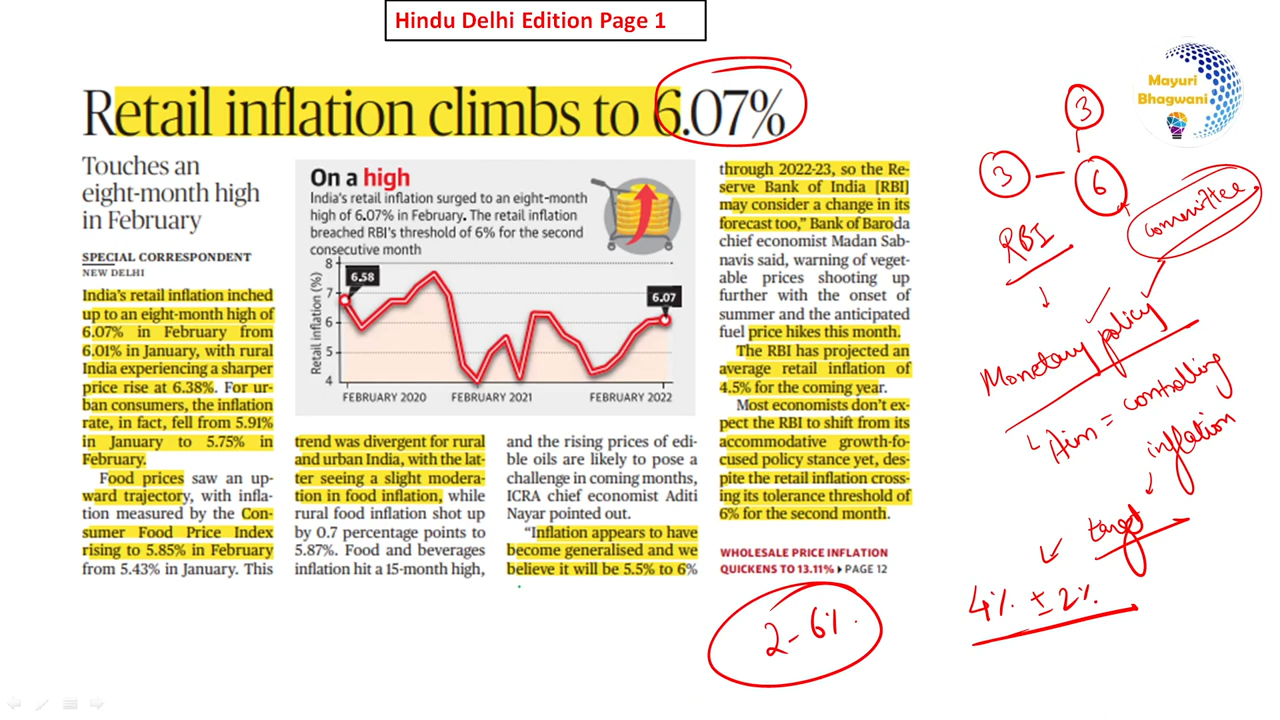 Hindu Delhi Edition Page 1
Mayuri
Bhagwani
Retail inflation climbs to 6.07%
Touches an
eight-month high
in February
SPECIAL CORRESPONDENT
NEW DELHI
India's retail inflation inched
up to an eight-month high of
6.07% in February from
6.01% in January, with rural
India experiencing a sharper
price rise at 6.38%. For ur-
ban consumers, the inflation
rate, in fact, fell from 5.91%
in January to 5.75% in
February.
Food prices saw an up-
ward trajectory, with infla-
tion measured by the Con-
sumer Food Price Index
rising to 5.85% in February
from 5.43% in January. This
On a high
India's retail inflation surged to an eight-month
high of 6.07% in February. The retail inflation
breached RBI's threshold of 6% for the second
consecutive month
Retail inflation (%)
8
7
6
5
4
6.58
6.07
FEBRUARY 2020
FEBRUARY 2021
FEBRUARY 2022
trend was divergent for rural
and urban India, with the lat-
ter seeing a slight modera-
tion in food inflation, while
rural food inflation shot up
by 0.7 percentage points to
5.87%. Food and beverages
inflation hit a 15-month high,
and the rising prices of edi-
ble oils are likely to pose a
challenge in coming months,
ICRA chief economist Aditi
Nayar pointed out.
"Inflation appears to have
become generalised and we
believe it will be 5.5% to 6%
through 2022-23, so the Re-
serve Bank of India [RBI]
may consider a change in its
forecast too," Bank of Baroda
chief economist Madan Sab-
navis said, warning of veget-
able prices shooting up
further with the onset of
summer and the anticipated
fuel price hikes this month.
The RBI has projected an
average retail inflation of
4.5% for the coming year.
Most economists don't ex-
pect the RBI to shift from its
accommodative growth-fo-
cused policy stance yet, des-
pite the retail inflation cross-
ing its tolerance threshold of
6% for the second month.
WHOLESALE PRICE INFLATION
QUICKENS TO 13.11% ▸ PAGE 12
2-6%
3
3 - 6
committee
RBI
Monetary policy
Aim = controlling
inflation
target
4% ± 2%